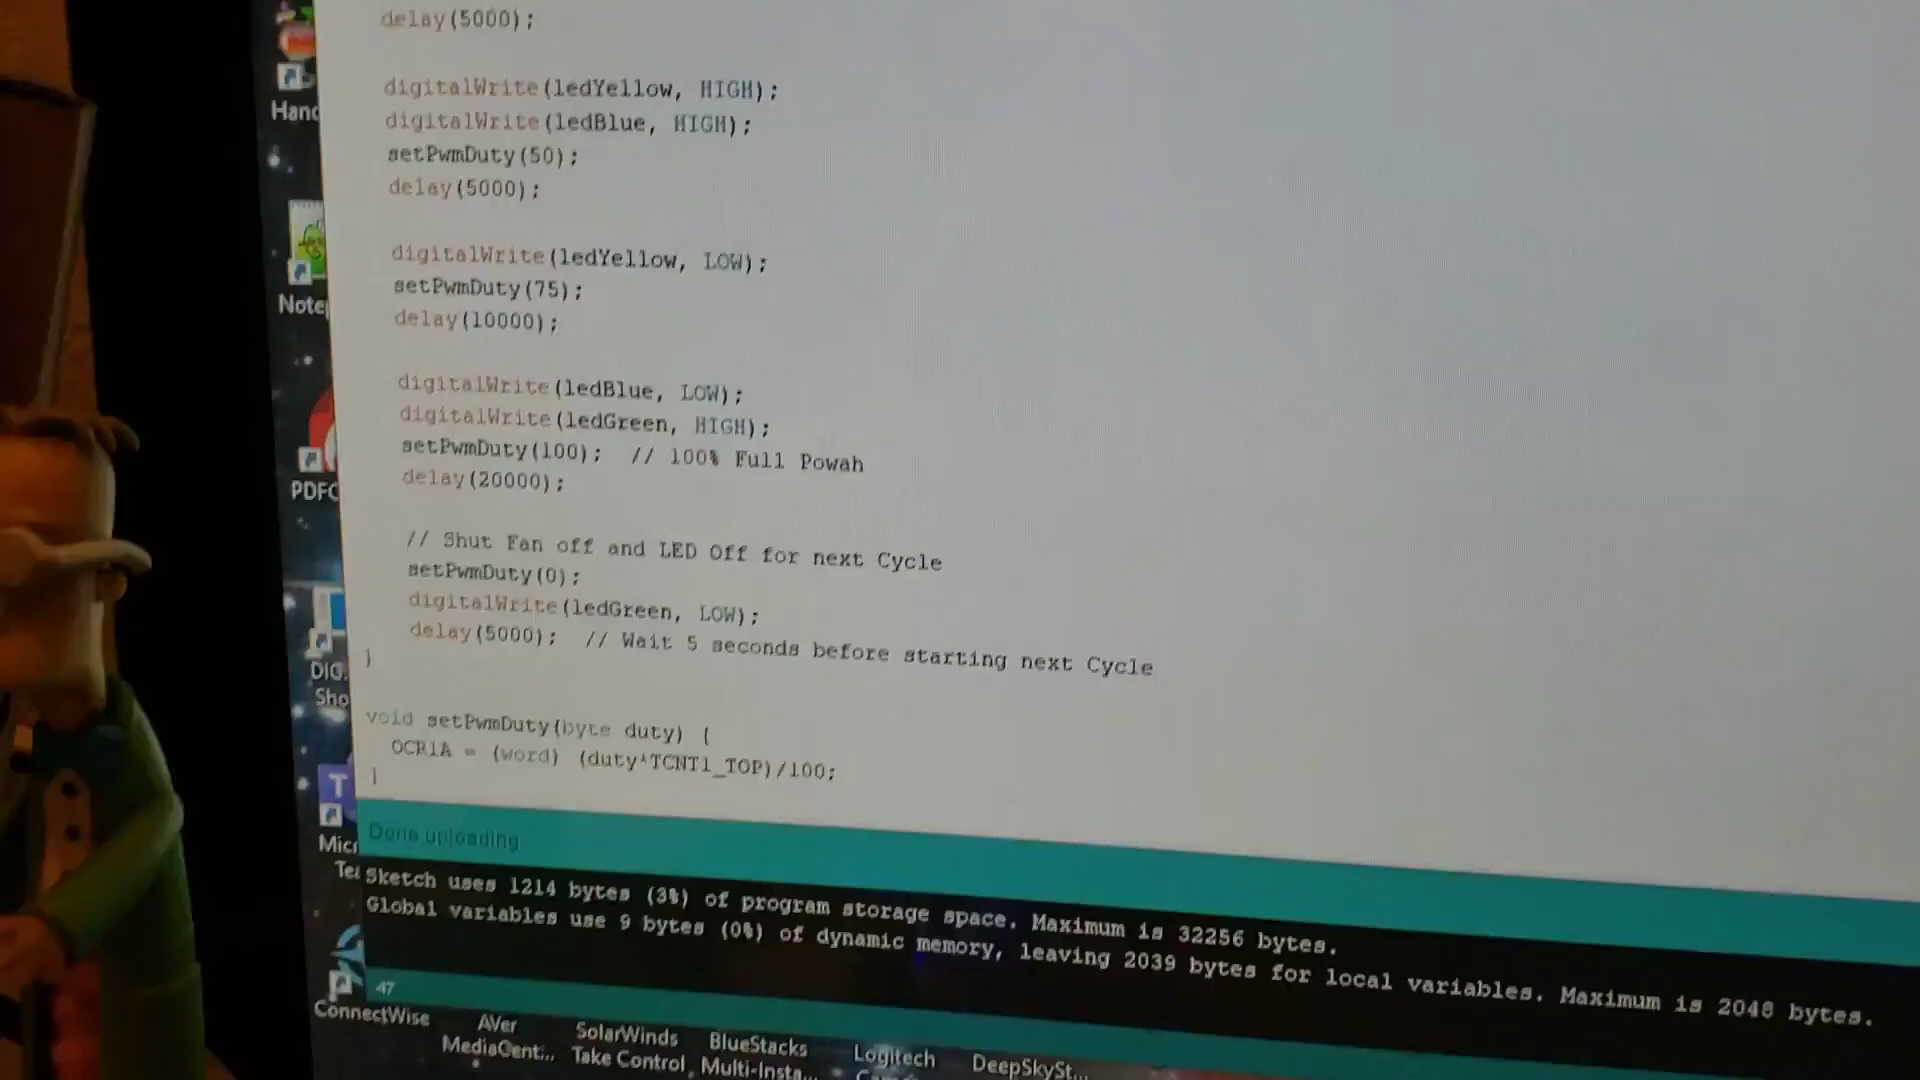 delay(5000);
digitalWrite(ledYellow, HIGH);
digitalWrite(ledBlue, HIGH);
setPwmDuty(50);
delay(5000);
digitalWrite(ledYellow, LOW);
setPwmDuty(75);
delay(10000);
digitalWrite(ledBlue, LOW);
digitalWrite(ledGreen, HIGH);
setPwmDuty(100); // 100% Full Powah
delay(20000);
// Shut Fan off and LED Off for next Cycle
setPwmDuty(0);
digitalWrite(ledGreen, LOW);
delay(5000); // Wait 5 seconds before starting next Cycle
}
void setPwmDuty(byte duty) {
OCR1A = (word) (duty*TCNT1_TOP)/100;
}
Done uploading
Sketch uses 1214 bytes (3%) of program storage space. Maximum is 32256 bytes.
Global variables use 9 bytes (0%) of dynamic memory, leaving 2039 bytes for local variables. Maximum is 2048 bytes.
47
Hand
Note
PDFC
DIG.
Sho
T
Micr
Tea
ConnectWise
AVer
MediaCent...
SolarWinds
Take Control
BlueStacks
Multi-Insta...
Logitech
DeepSkySt...